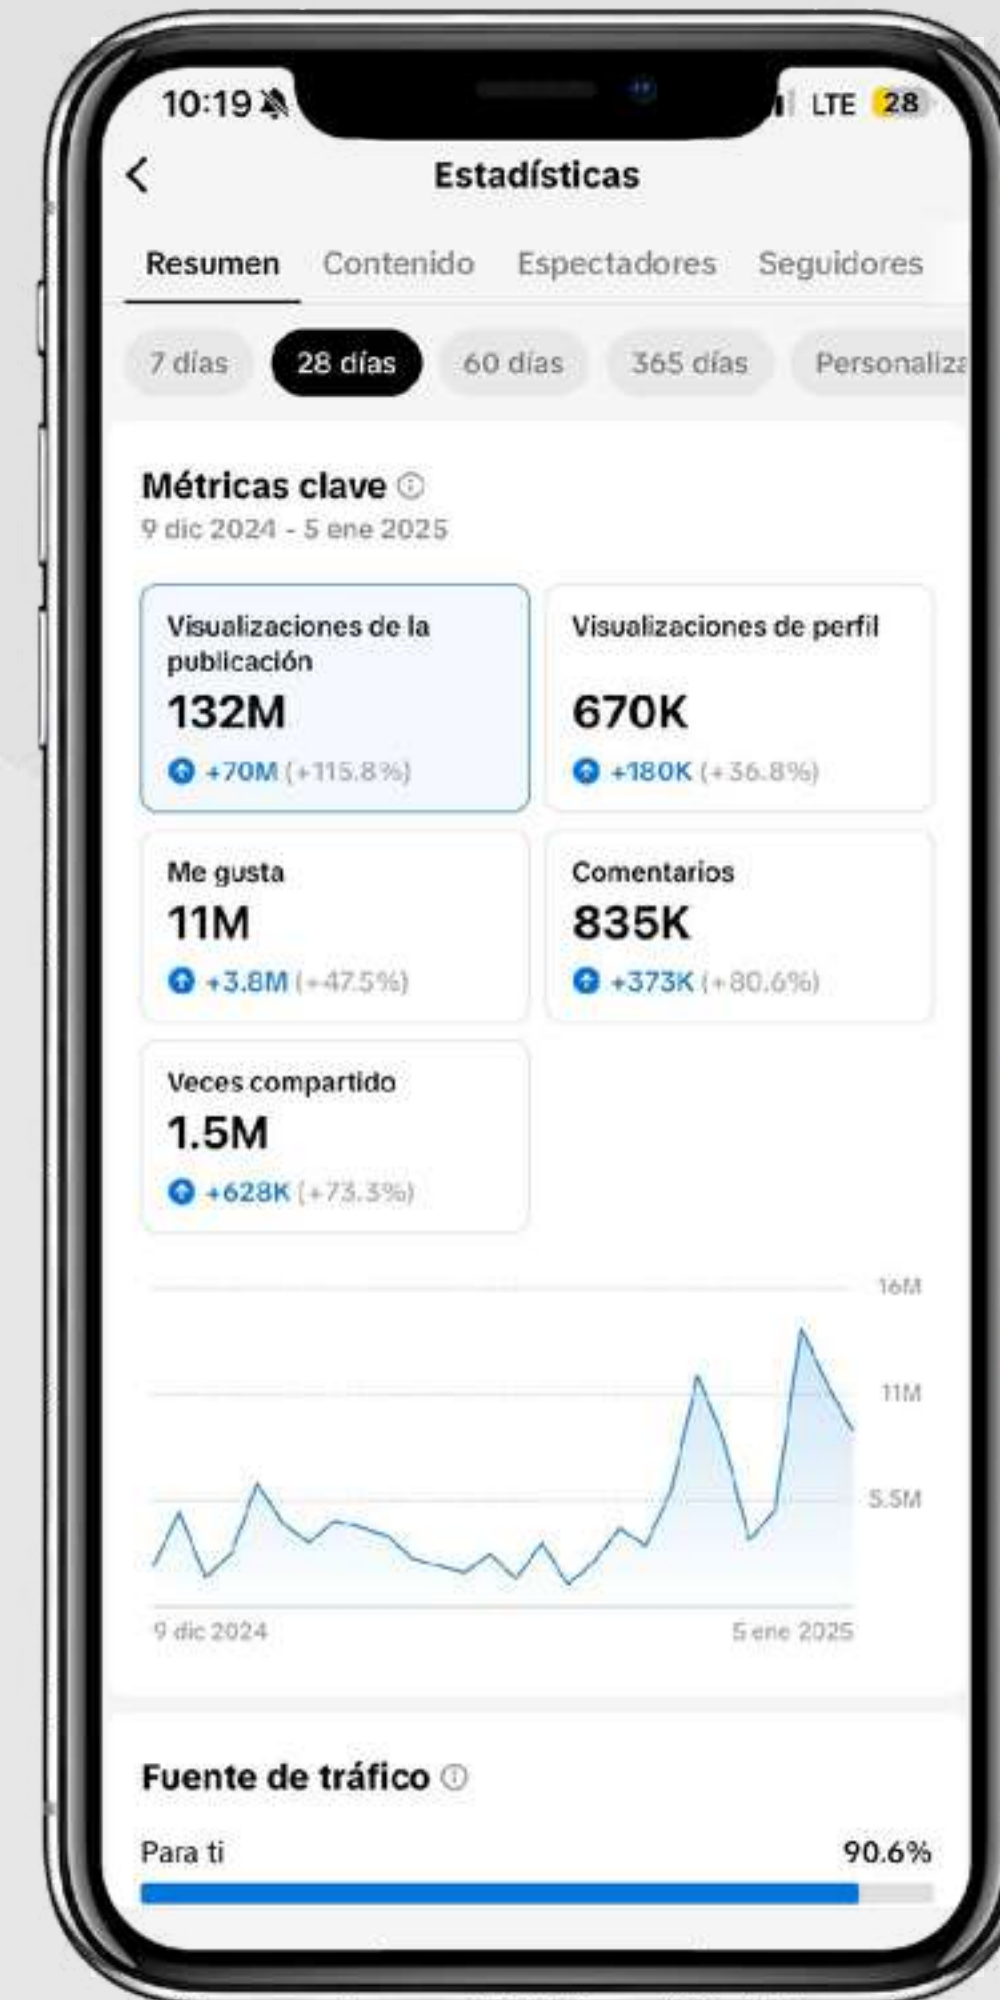 10:19 LTE 28
Estadísticas
Resumen Contenido Espectadores Seguidores
7 días 28 días 60 días 365 días Personaliza
Métricas clave
9 dic 2024 - 5 ene 2025
Visualizaciones de la
publicación
132M
+70M (+115.8%)
Visualizaciones de perfil
670K
+180K (+36.8%)
Me gusta
11M
+3.8M (+47.5%)
Comentarios
835K
+373K (+80.6%)
Veces compartido
1.5M
+628K (+73.3%)
16M
11M
5.5M
9 dic 2024 5 ene 2025
Fuente de tráfico
Para ti 90.6%